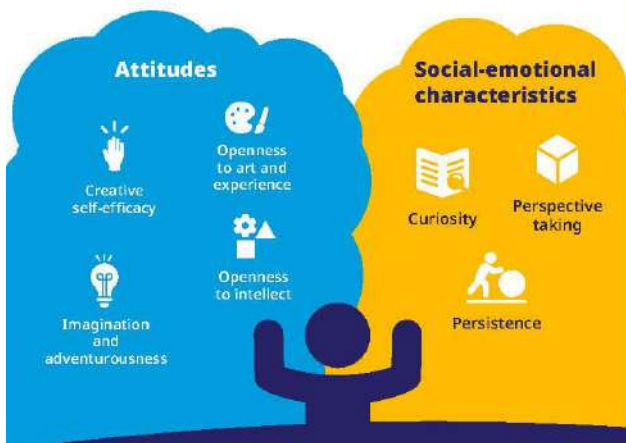 Attitudes
Creative
self-efficacy
Openness
to art and
experience
Imagination
and
adventurousness
Openness
to intellect
Social-emotional
characteristics
Curiosity
Perspective
taking
Persistence